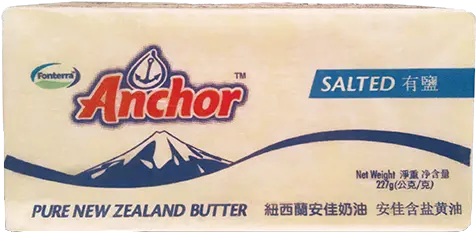 Fonterra
Anchor™
SALTED 有鹽
Net Weight 淨重 净含量
227g(公克/克)
PURE NEW ZEALAND BUTTER 紐西蘭安佳奶油 安佳含盐黄油